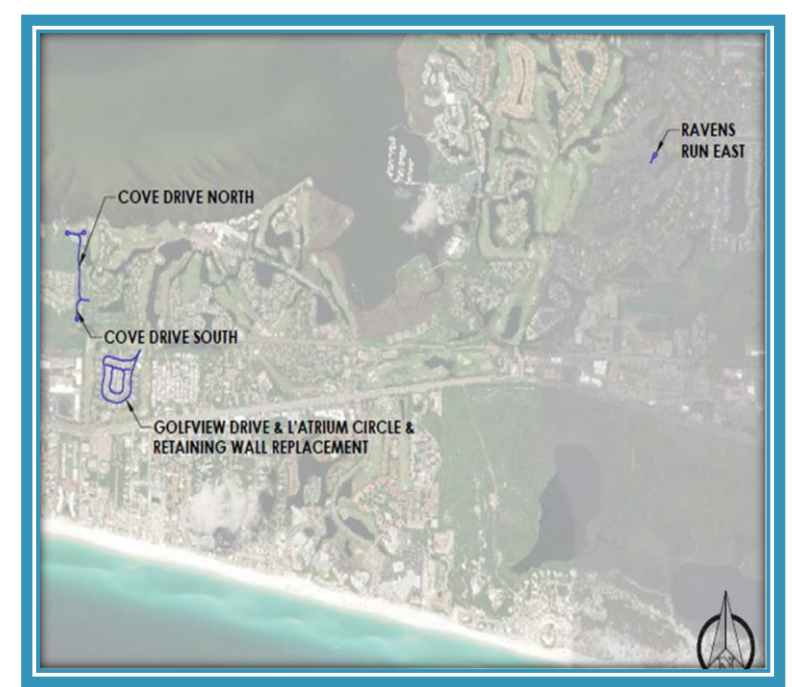 RAVENS
RUN EAST
COVE DRIVE NORTH
COVE DRIVE SOUTH
GOLFVIEW DRIVE & L'ATRIUM CIRCLE &
RETAINING WALL REPLACEMENT
N